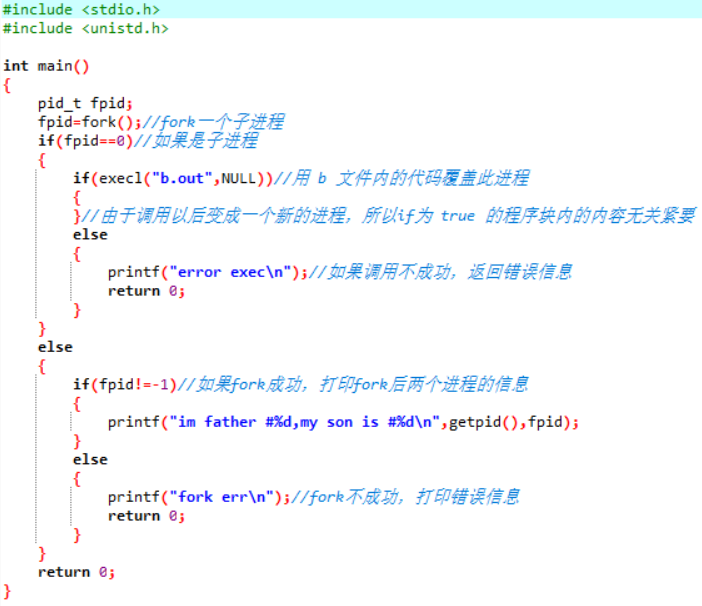 #include <stdio.h>
#include <unistd.h>
int main()
{
    pid_t fpid;
    fpid=fork();//fork一个子进程
    if(fpid==0)//如果是子进程
    {
        if(execl("b.out",NULL))//用 b 文件内的代码覆盖此进程
        {
        }//由于调用以后变成一个新的进程，所以if为 true 的程序块内的内容无关紧要
        else
        {
            printf("error exec\n");//如果调用不成功，返回错误信息
            return 0;
        }
    }
    else
    {
        if(fpid!=-1)//如果fork成功，打印fork后两个进程的信息
        {
            printf("im father #%d,my son is #%d\n",getpid(),fpid);
        }
        else
        {
            printf("fork err\n");//fork不成功，打印错误信息
            return 0;
        }
    }
    return 0;
}